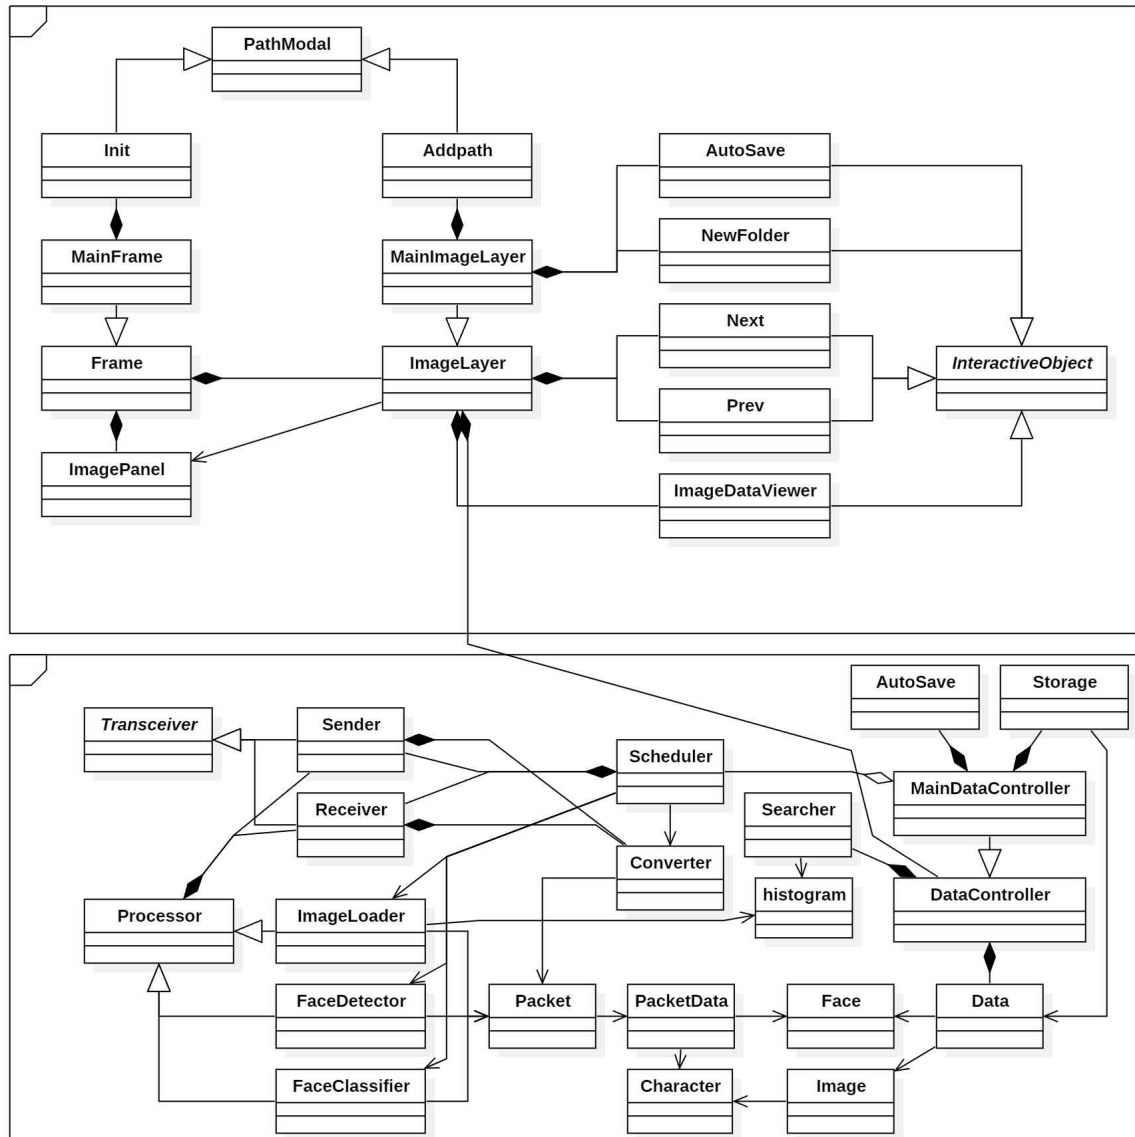 PathModal
Init
Addpath
AutoSave
NewFolder
MainFrame
MainImageLayer
Next
Frame
ImageLayer
InteractiveObject
Prev
ImagePanel
ImageDataViewer
AutoSave
Storage
Transceiver
Sender
Scheduler
MainDataController
Receiver
Searcher
Converter
Processor
ImageLoader
histogram
DataController
FaceDetector
Packet
PacketData
Face
Data
FaceClassifier
Character
Image